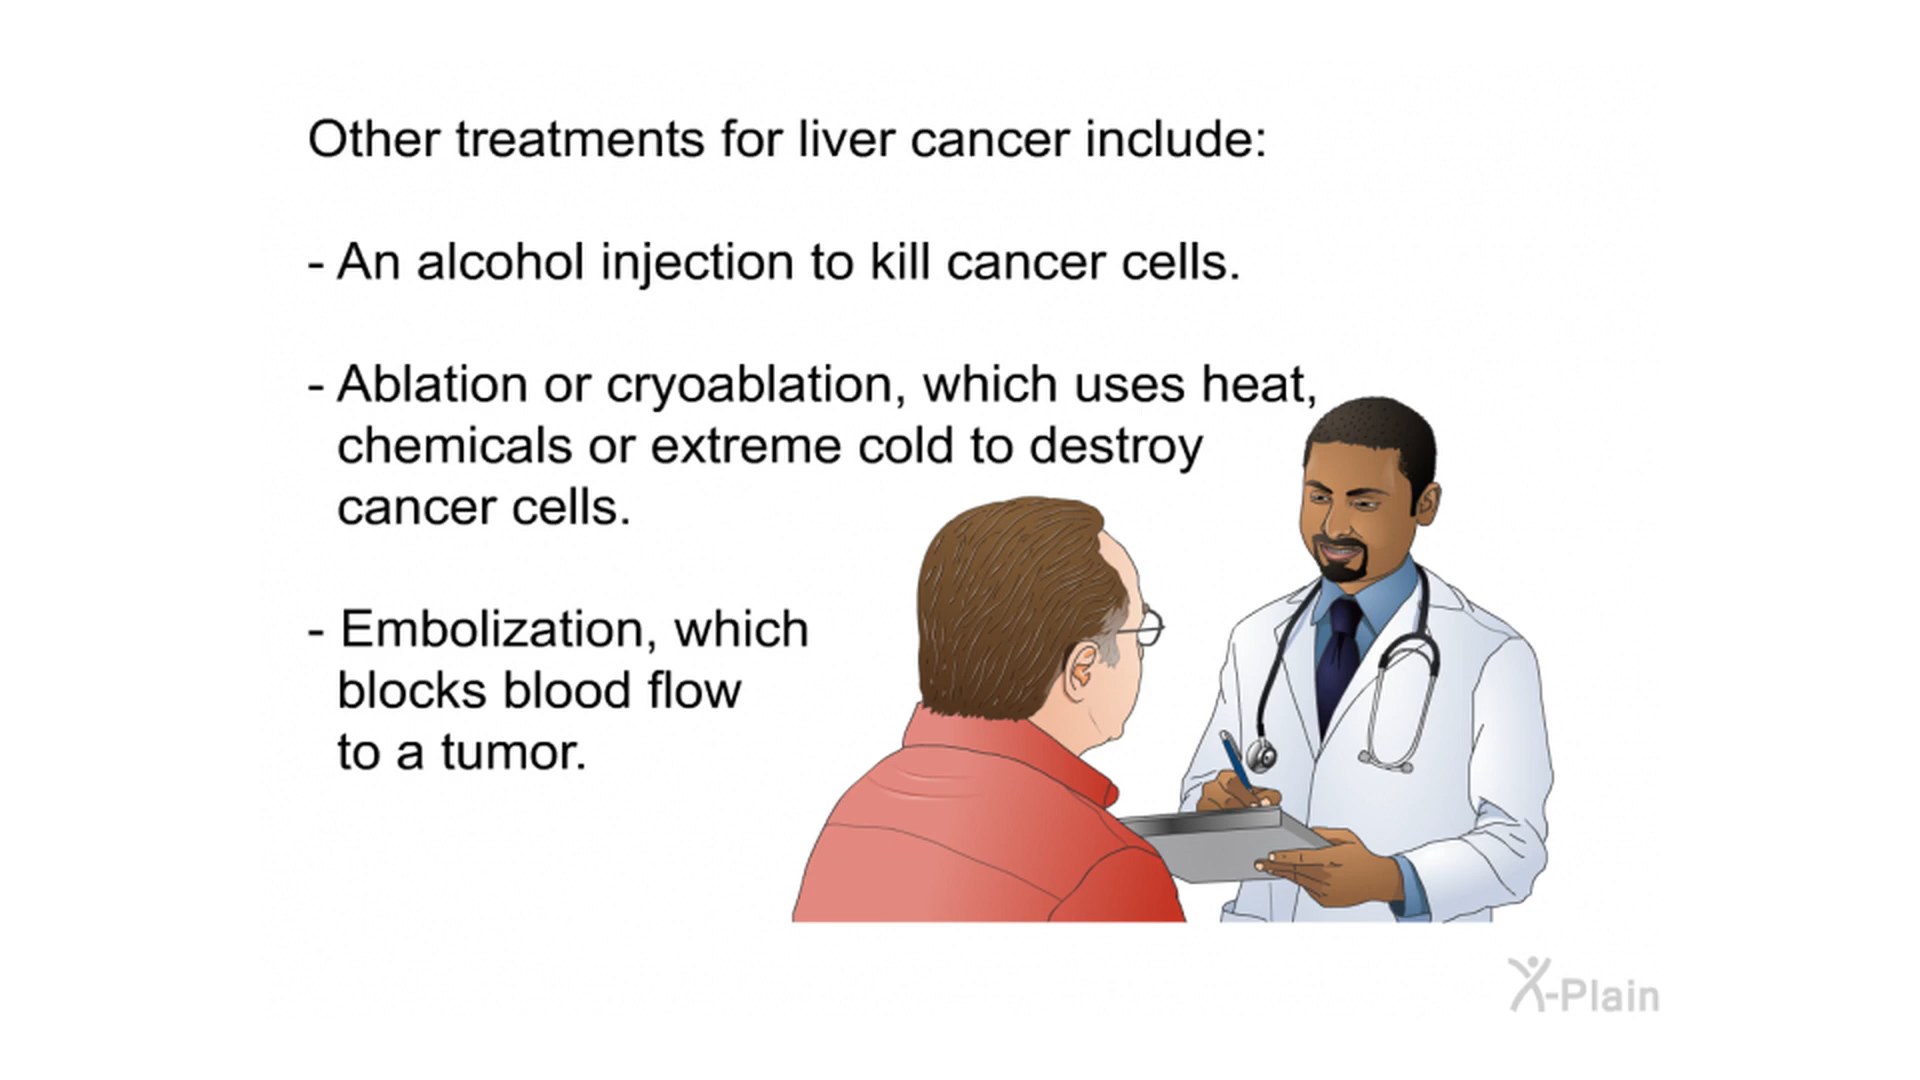 Other treatments for liver cancer include:
- An alcohol injection to kill cancer cells.
- Ablation or cryoablation, which uses heat,
chemicals or extreme cold to destroy
cancer cells.
- Embolization, which
blocks blood flow
to a tumor.
X-Plain